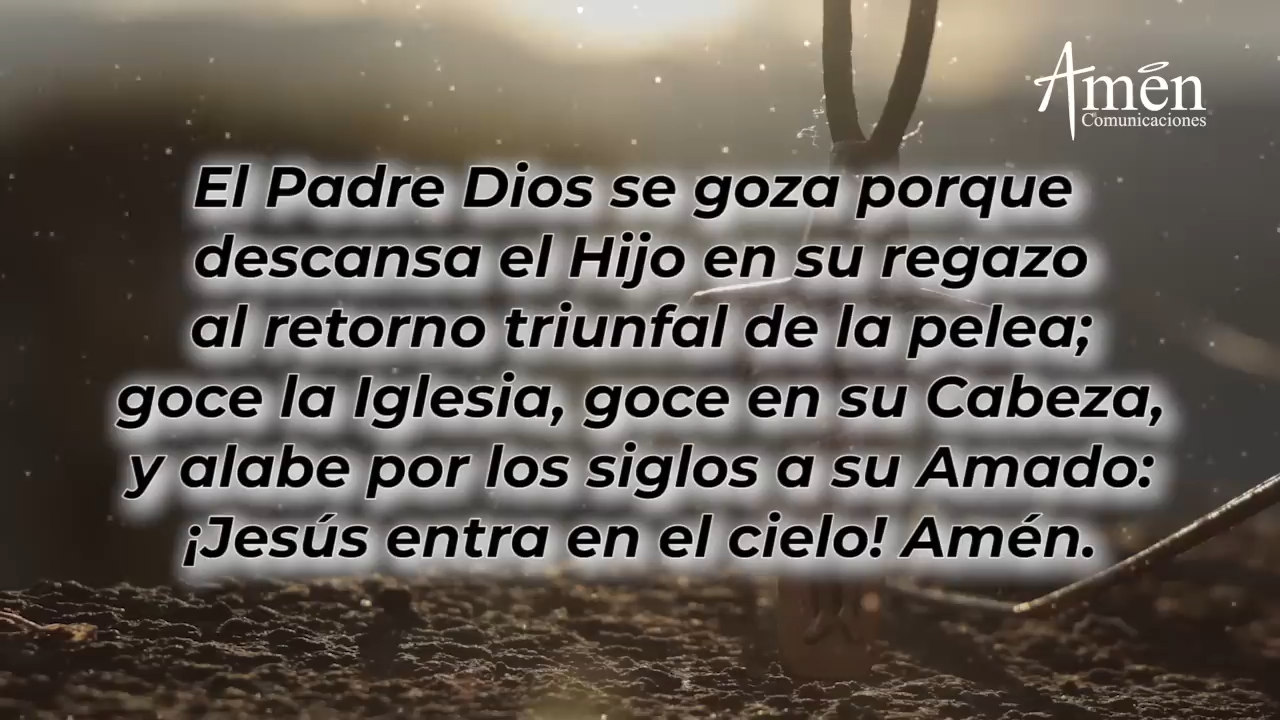 Amén
Comunicaciones
El Padre Dios se goza porque
descansa el Hijo en su regazo
al retorno triunfal de la pelea;
goce la Iglesia, goce en su Cabeza,
y alabe por los siglos a su Amado:
¡Jesús entra en el cielo! Amén.